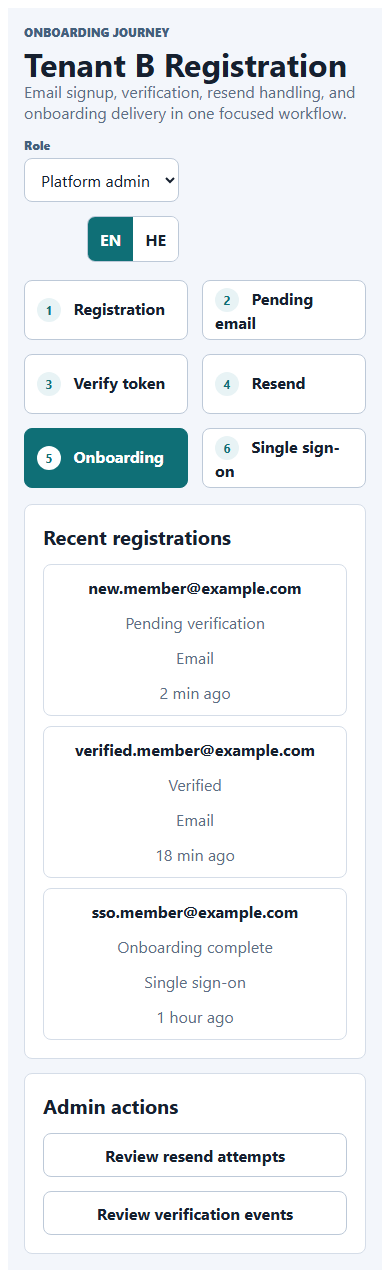 ONBOARDING JOURNEY
Tenant B Registration
Email signup, verification, resend handling, and
onboarding delivery in one focused workflow.
Role
Platform admin
EN HE
1 Registration
2 Pending
email
3 Verify token
4 Resend
5 Onboarding
6 Single sign-
on
Recent registrations
new.member@example.com
Pending verification
Email
2 min ago
verified.member@example.com
Verified
Email
18 min ago
sso.member@example.com
Onboarding complete
Single sign-on
1 hour ago
Admin actions
Review resend attempts
Review verification events